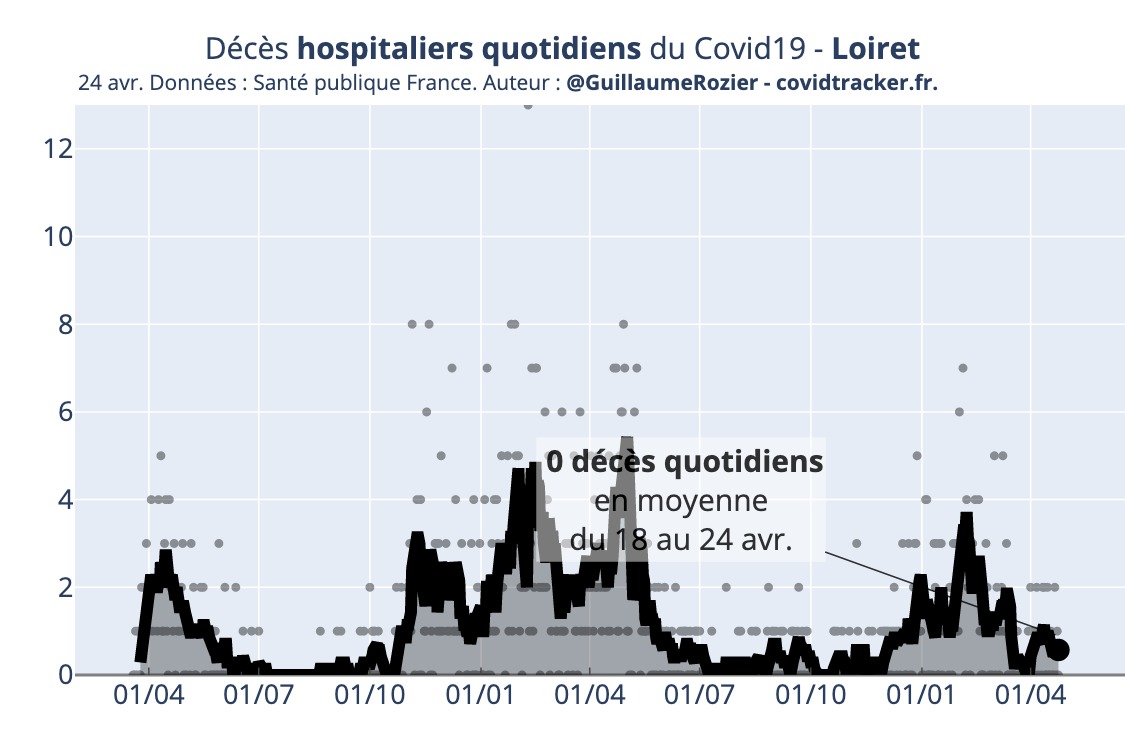 Décès hospitaliers quotidiens du Covid19 - Loiret
24 avr. Données : Santé publique France. Auteur : @GuillaumeRozier - covidtracker.fr.
12
10
8
6
4
2
0
0 décès quotidiens
en moyenne
du 18 au 24 avr.
01/04 01/07 01/10 01/01 01/04 01/07 01/10 01/01 01/04